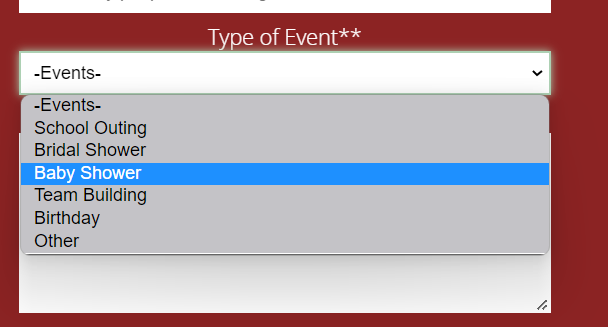 Type of Event**
-Events-
-Events-
School Outing
Bridal Shower
Baby Shower
Team Building
Birthday
Other